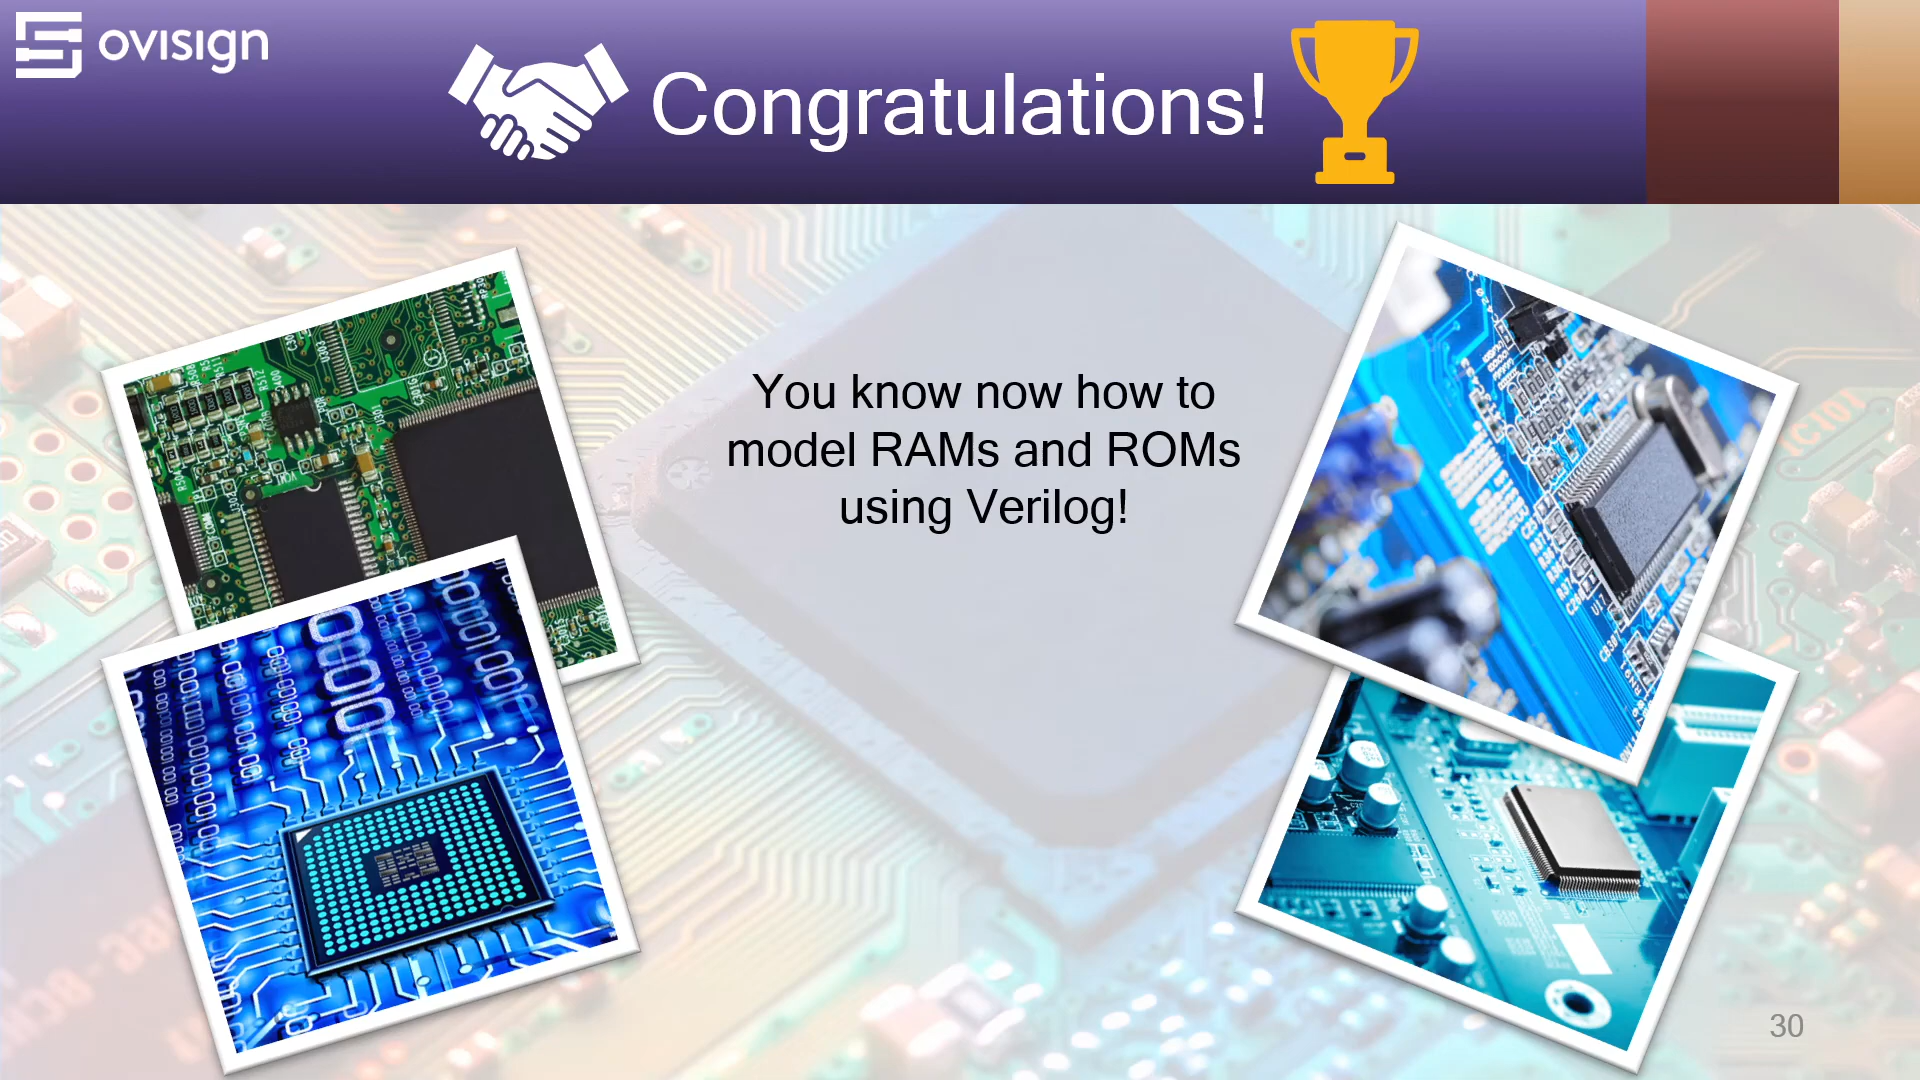 ovisign
Congratulations!
You know now how to
model RAMs and ROMs
using Verilog!
30